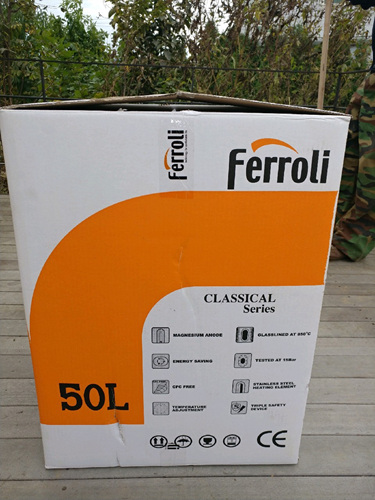 Ferroli
Ferroli
CLASSICAL
Series
MAGNESIUM ANODE
GLASSLINED AT 850°C
ENERGY SAVING
TESTED AT 15Bar
CFC FREE
STAINLESS STEEL
HEATING ELEMENT
TEMPERATURE
ADJUSTMENT
TRIPLE SAFETY
DEVICE
50L
CE